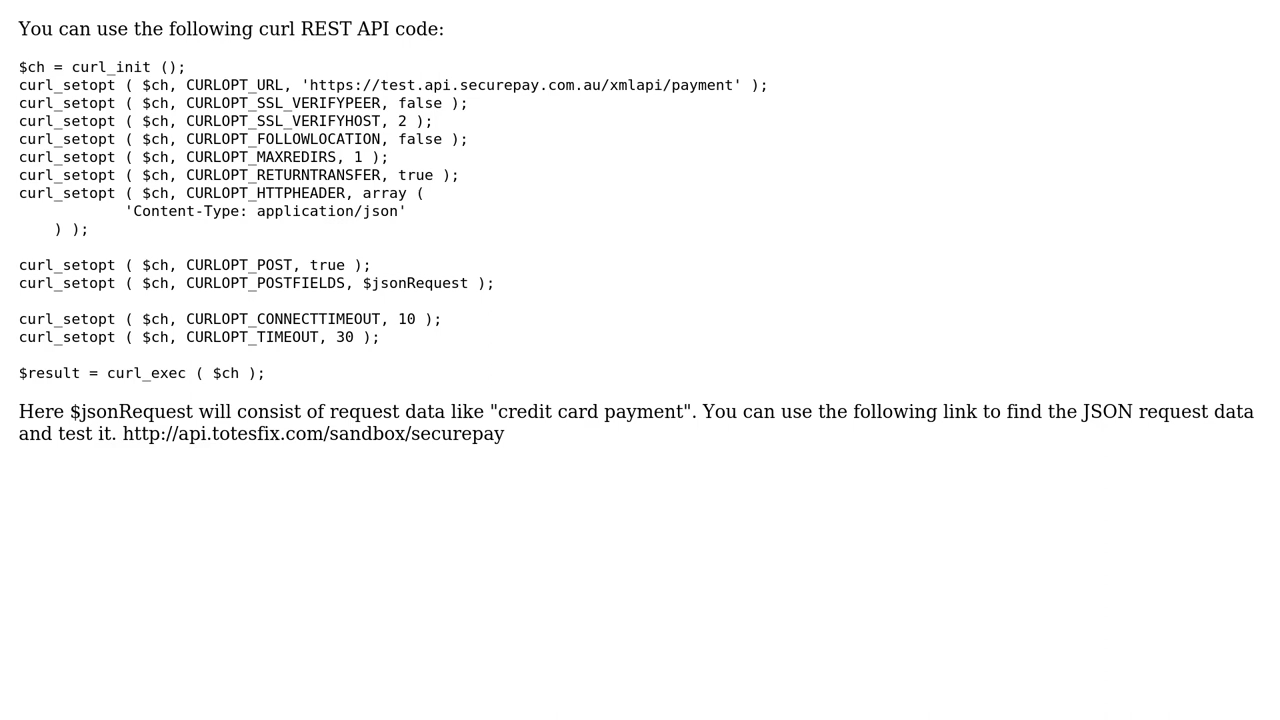 You can use the following curl REST API code:
$ch = curl_init ();
curl_setopt ( $ch, CURLOPT_URL, 'https://test.api.securepay.com.au/xmlapi/payment' );
curl_setopt ( $ch, CURLOPT_SSL_VERIFYPEER, false );
curl_setopt ( $ch, CURLOPT_SSL_VERIFYHOST, 2 );
curl_setopt ( $ch, CURLOPT_FOLLOWLOCATION, false );
curl_setopt ( $ch, CURLOPT_MAXREDIRS, 1 );
curl_setopt ( $ch, CURLOPT_RETURNTRANSFER, true );
curl_setopt ( $ch, CURLOPT_HTTPHEADER, array (
            'Content-Type: application/json'
    ) );

curl_setopt ( $ch, CURLOPT_POST, true );
curl_setopt ( $ch, CURLOPT_POSTFIELDS, $jsonRequest );

curl_setopt ( $ch, CURLOPT_CONNECTTIMEOUT, 10 );
curl_setopt ( $ch, CURLOPT_TIMEOUT, 30 );

$result = curl_exec ( $ch );
Here $jsonRequest will consist of request data like "credit card payment". You can use the following link to find the JSON request data
and test it. http://api.totesfix.com/sandbox/securepay